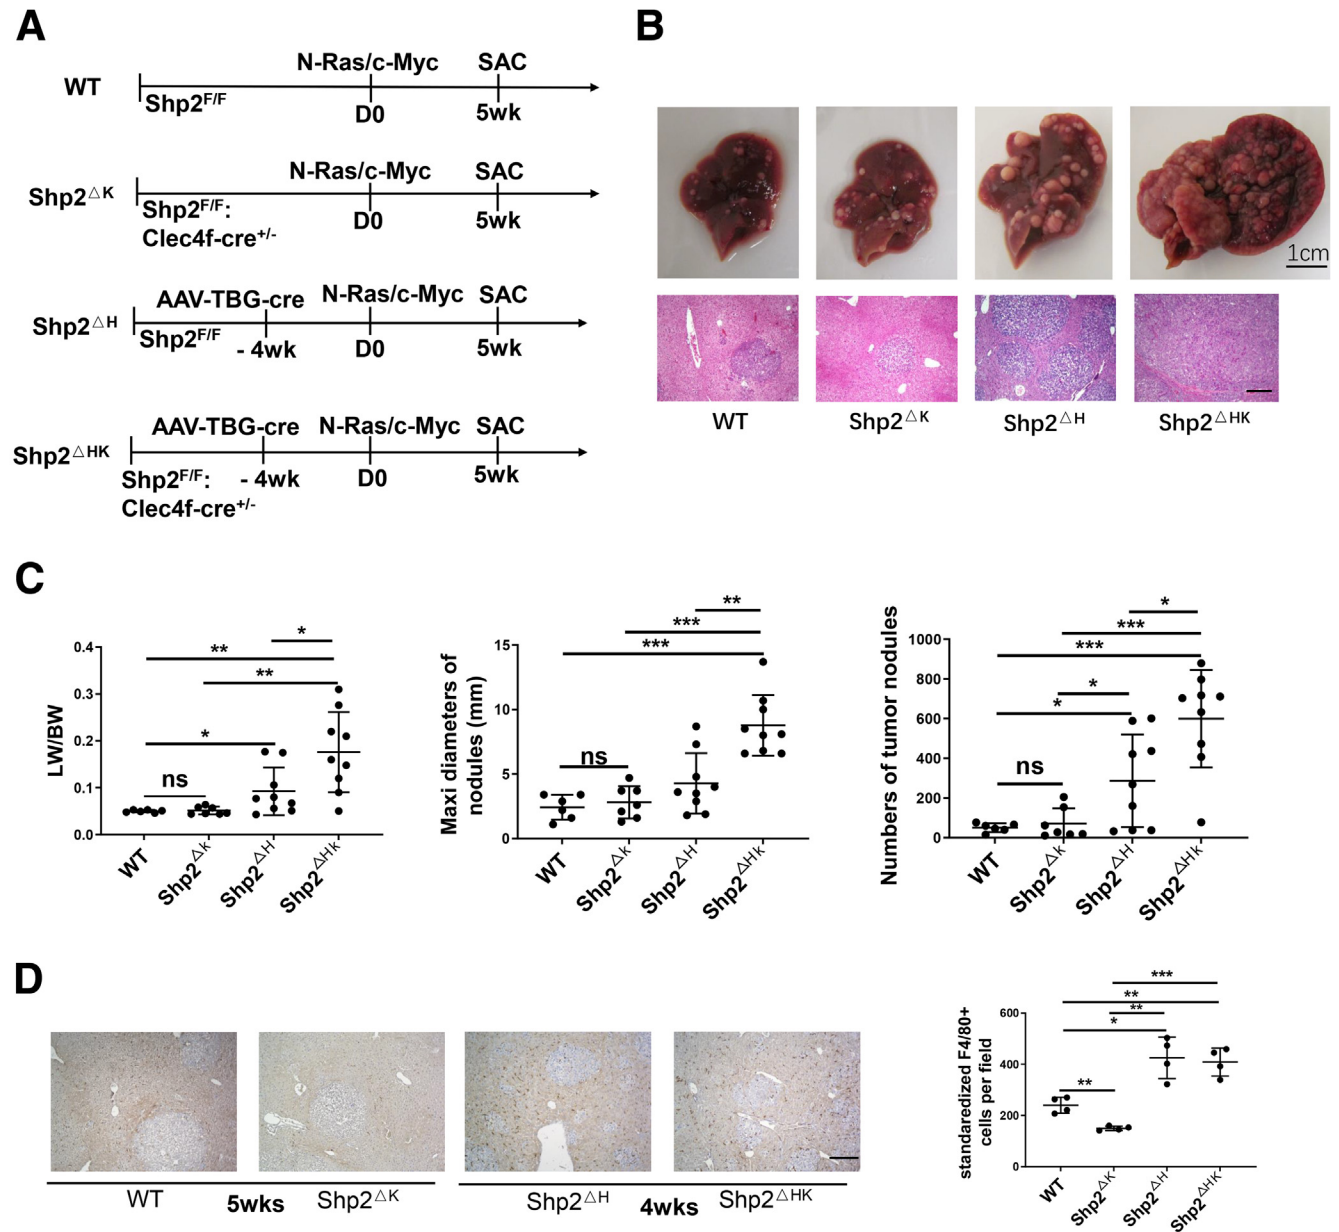 A
WT
N-Ras/c-Myc
SAC
Shp2F/F
D0
5wk
Shp2△K
N-Ras/c-Myc
SAC
Shp2F/F:
Clec4f-cre+/-
D0
5wk
Shp2△H
AAV-TBG-cre
N-Ras/c-Myc
SAC
Shp2F/F
- 4wk
D0
5wk
Shp2△HK
AAV-TBG-cre
N-Ras/c-Myc
SAC
Shp2F/F:
Clec4f-cre+/-
- 4wk
D0
5wk
B
1cm
WT
Shp2△K
Shp2△H
Shp2△HK
C
LW/BW
0.4
0.3
0.2
0.1
0.0
*
**
**
*
ns
WT
Shp2△k
Shp2△H
Shp2△Hk
Maxi diameters of
nodules (mm)
15
10
5
0
**
***
***
ns
WT
Shp2△k
Shp2△H
Shp2△Hk
Numbers of tumor nodules
1000
800
600
400
200
0
*
***
***
*
*
ns
WT
Shp2△k
Shp2△H
Shp2△Hk
D
WT
5wks
Shp2△K
Shp2△H
4wks
Shp2△HK
standaredized F4/80+
cells per field
600
400
200
0
***
**
**
*
**
WT
Shp2△K
Shp2△H
Shp2△HK